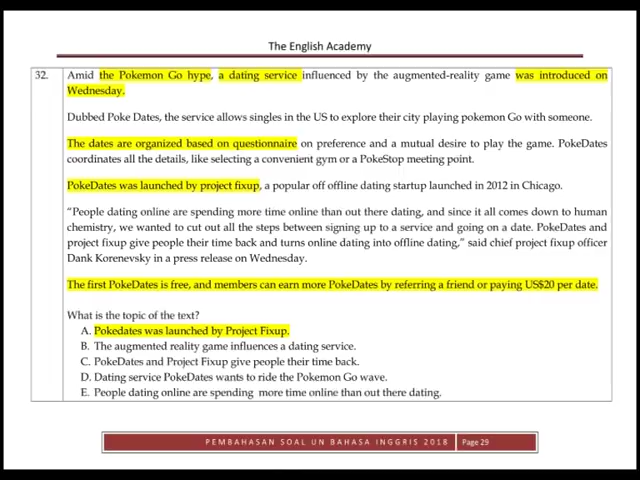 The English Academy
32. Amid the Pokemon Go hype, a dating service influenced by the augmented-reality game was introduced on
Wednesday.
Dubbed Poke Dates, the service allows singles in the US to explore their city playing pokemon Go with someone.
The dates are organized based on questionnaire on preference and a mutual desire to play the game. PokeDates
coordinates all the details, like selecting a convenient gym or a PokeStop meeting point.
PokeDates was launched by project fixup, a popular off offline dating startup launched in 2012 in Chicago.
“People dating online are spending more time online than out there dating, and since it all comes down to human
chemistry, we wanted to cut out all the steps between signing up to a service and going on a date. PokeDates and
project fixup give people their time back and turns online dating into offline dating,” said chief project fixup officer
Dank Korenevsky in a press release on Wednesday.
The first PokeDates is free, and members can earn more PokeDates by referring a friend or paying US$20 per date.
What is the topic of the text?
A. Pokedates was launched by Project Fixup.
B. The augmented reality game influences a dating service.
C. PokeDates and Project Fixup give people their time back.
D. Dating service PokeDates wants to ride the Pokemon Go wave.
E. People dating online are spending more time online than out there dating.
PEMBAHASAN SOAL UN BAHASA INGGRIS 2018 Page 29